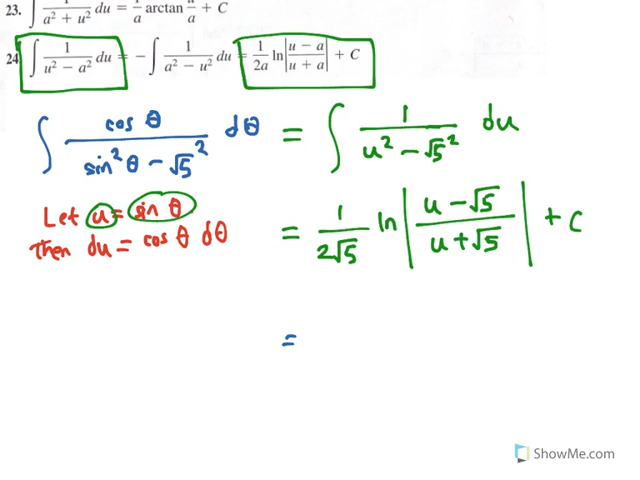 23. ∫ 1/(a² + u²) du = 1/a arctan u/a + C
24 ∫ 1/(u² − a²) du = −∫ 1/(a² − u²) du = 1/2a ln|(u − a)/(u + a)| + C
∫ cos θ/(sin² θ − √5²) dθ = ∫ 1/(u² − √5²) du
Let u = sin θ
then du = cos θ dθ
= 1/(2√5) ln|(u − √5)/(u + √5)| + C
=
ShowMe.com